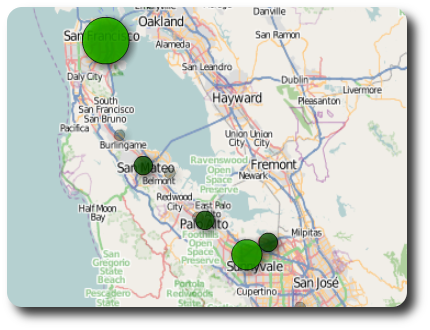 Danville
Oakland
San Francisco
San Ramon
Alameda
San Leandro
Daly City
Dublin
Livermore
Hayward
Pleasanton
South
San Francisco
San Bruno
Pacifica
Union City
Union City
Burlingame
Ravenswood
Open
Space
Preserve
Fremont
San Mateo
Newark
Belmont
Redwood
City
Half Moon
Bay
East Palo
Alto
Palo Alto
Milpitas
Foothills
Open
Space
Preserve
San
Gregorio
State
Beach
Sunnyvale
Cupertino
San José
Pescadero
State
Portola
Redwoods
State